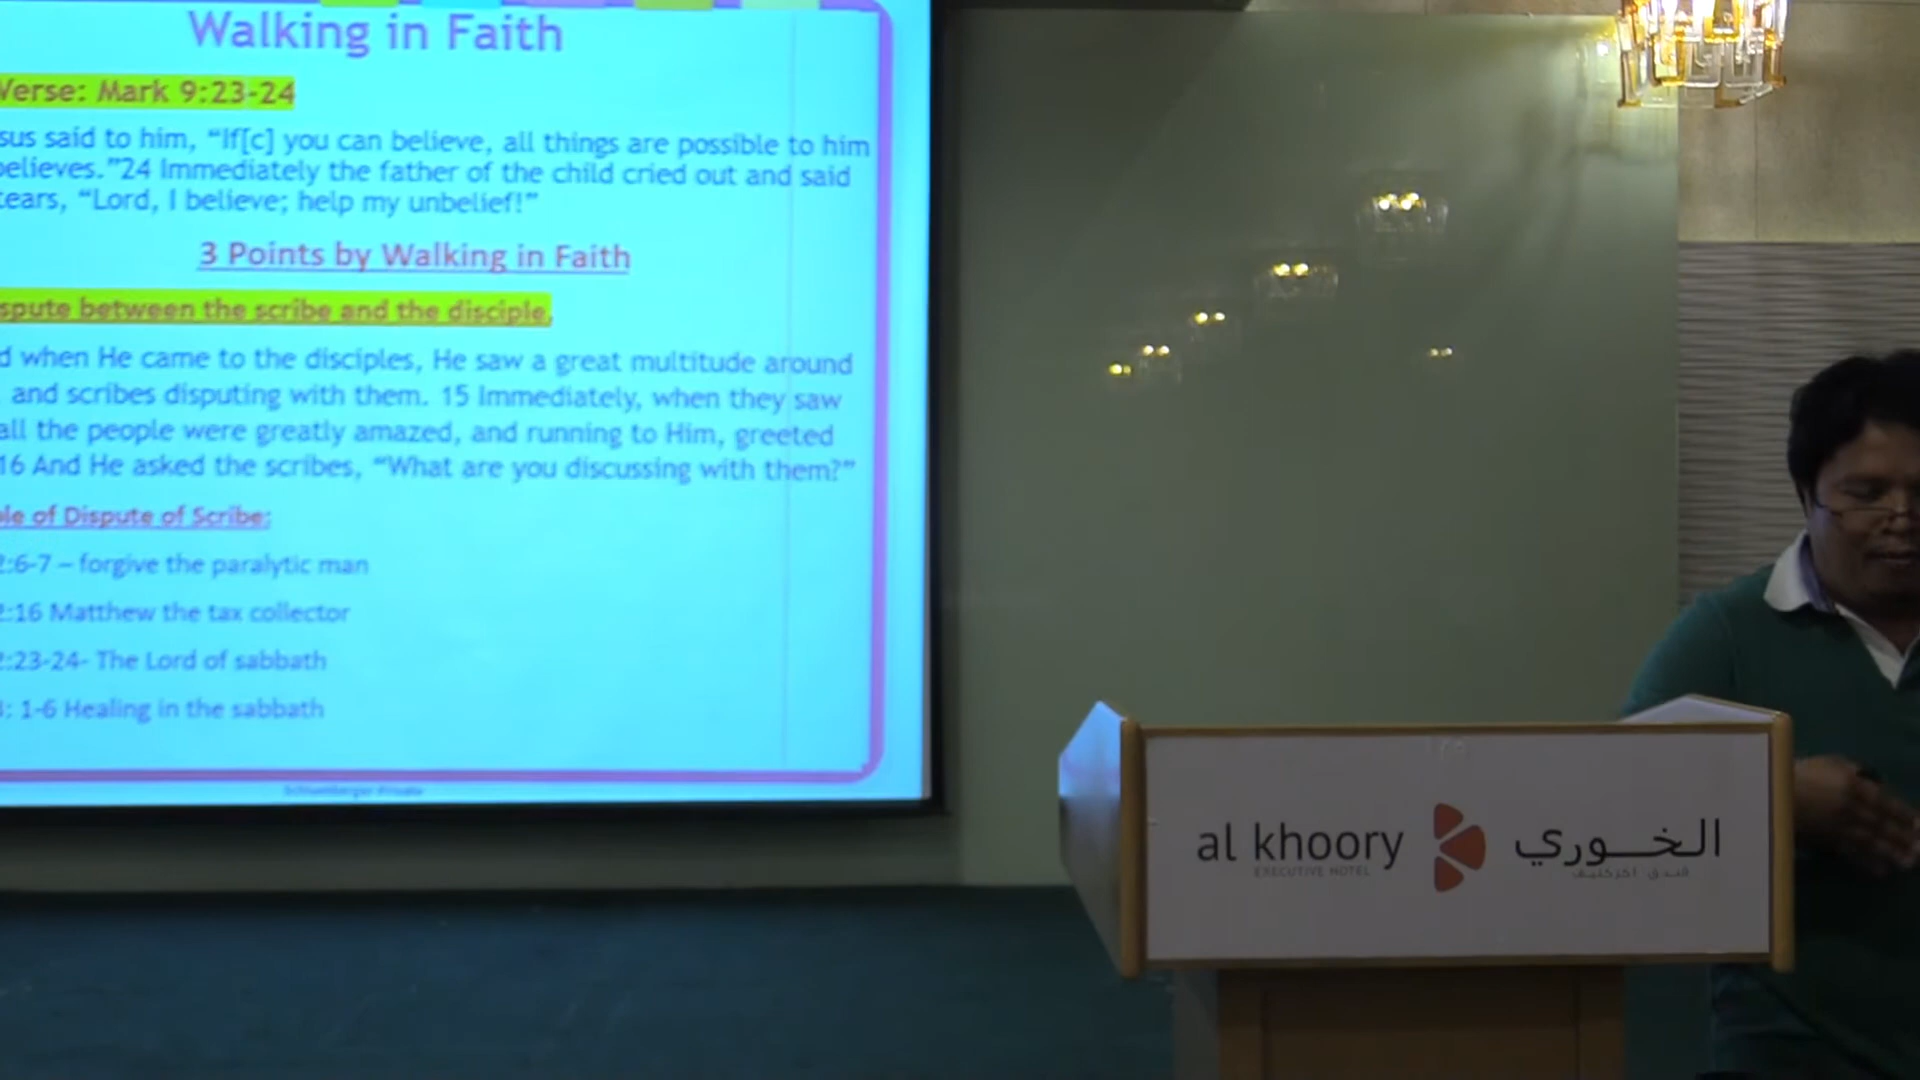 Walking in Faith
Verse: Mark 9:23-24
sus said to him, “If[c] you can believe, all things are possible to him
believes.”24 Immediately the father of the child cried out and said
tears, “Lord, I believe; help my unbelief!”
3 Points by Walking in Faith
spute between the scribe and the disciple.
d when He came to the disciples, He saw a great multitude around
and scribes disputing with them. 15 Immediately, when they saw
all the people were greatly amazed, and running to Him, greeted
16 And He asked the scribes, “What are you discussing with them?”
le of Dispute of Scribe:
2:6-7 – forgive the paralytic man
2:16 Matthew the tax collector
2:23-24- The Lord of sabbath
3: 1-6 Healing in the sabbath
Schlumberger-Private
al khoory الخوري
EXECUTIVE HOTEL